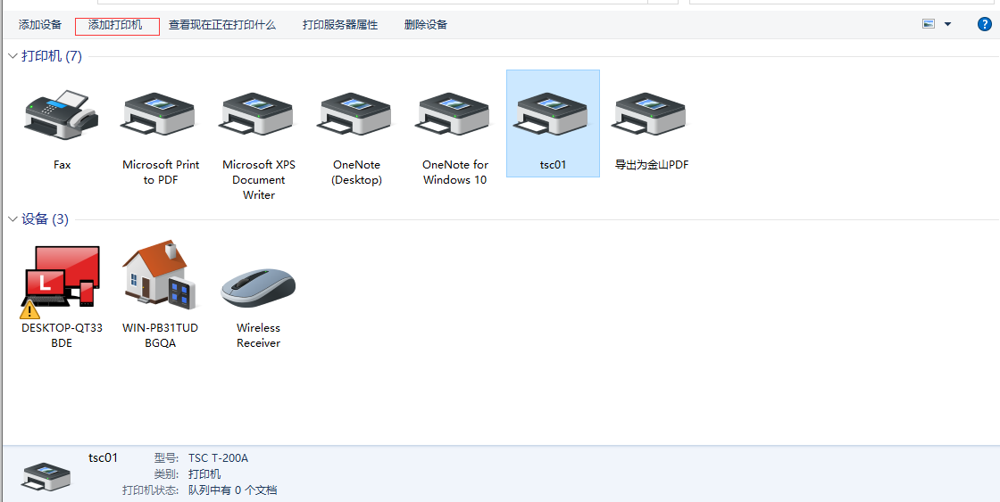 添加设备 添加打印机 查看现在正在打印什么 打印服务器属性 删除设备
打印机 (7)
Fax
Microsoft Print
to PDF
Microsoft XPS
Document
Writer
OneNote
(Desktop)
OneNote for
Windows 10
tsc01
导出为金山PDF
设备 (3)
L
DESKTOP-QT33
BDE
WIN-PB31TUD
BGQA
Wireless
Receiver
tsc01 型号: TSC T-200A
类别: 打印机
打印机状态: 队列中有 0 个文档